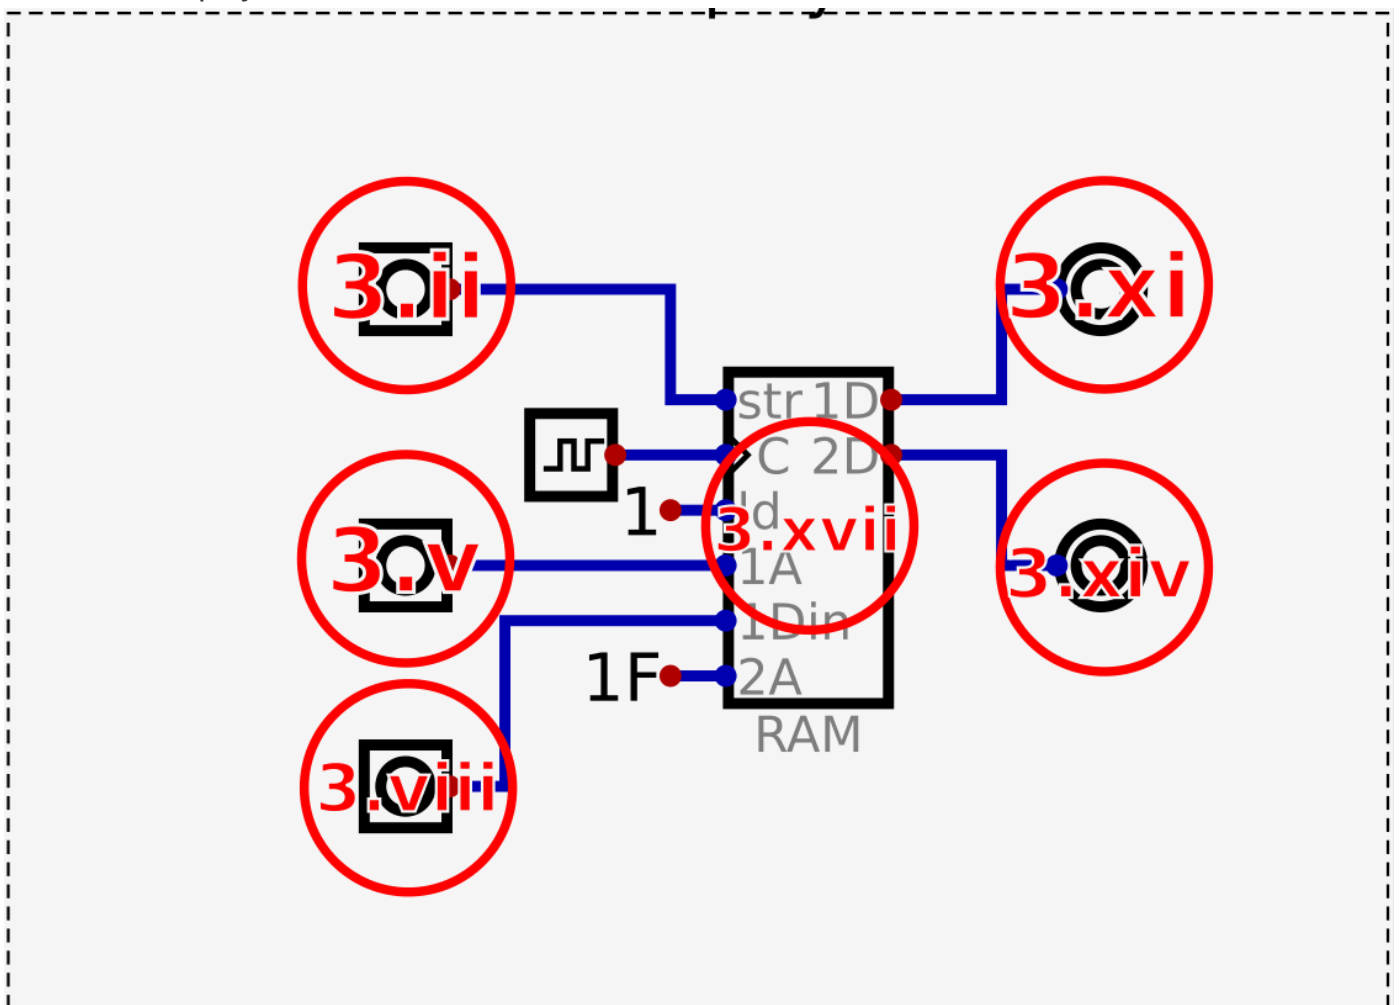 3.ii
3.xi
str 1D
C 2D
1
ld
3.xvii
3.v
1A
3.xiv
1Din
1F
2A
RAM
3.viii